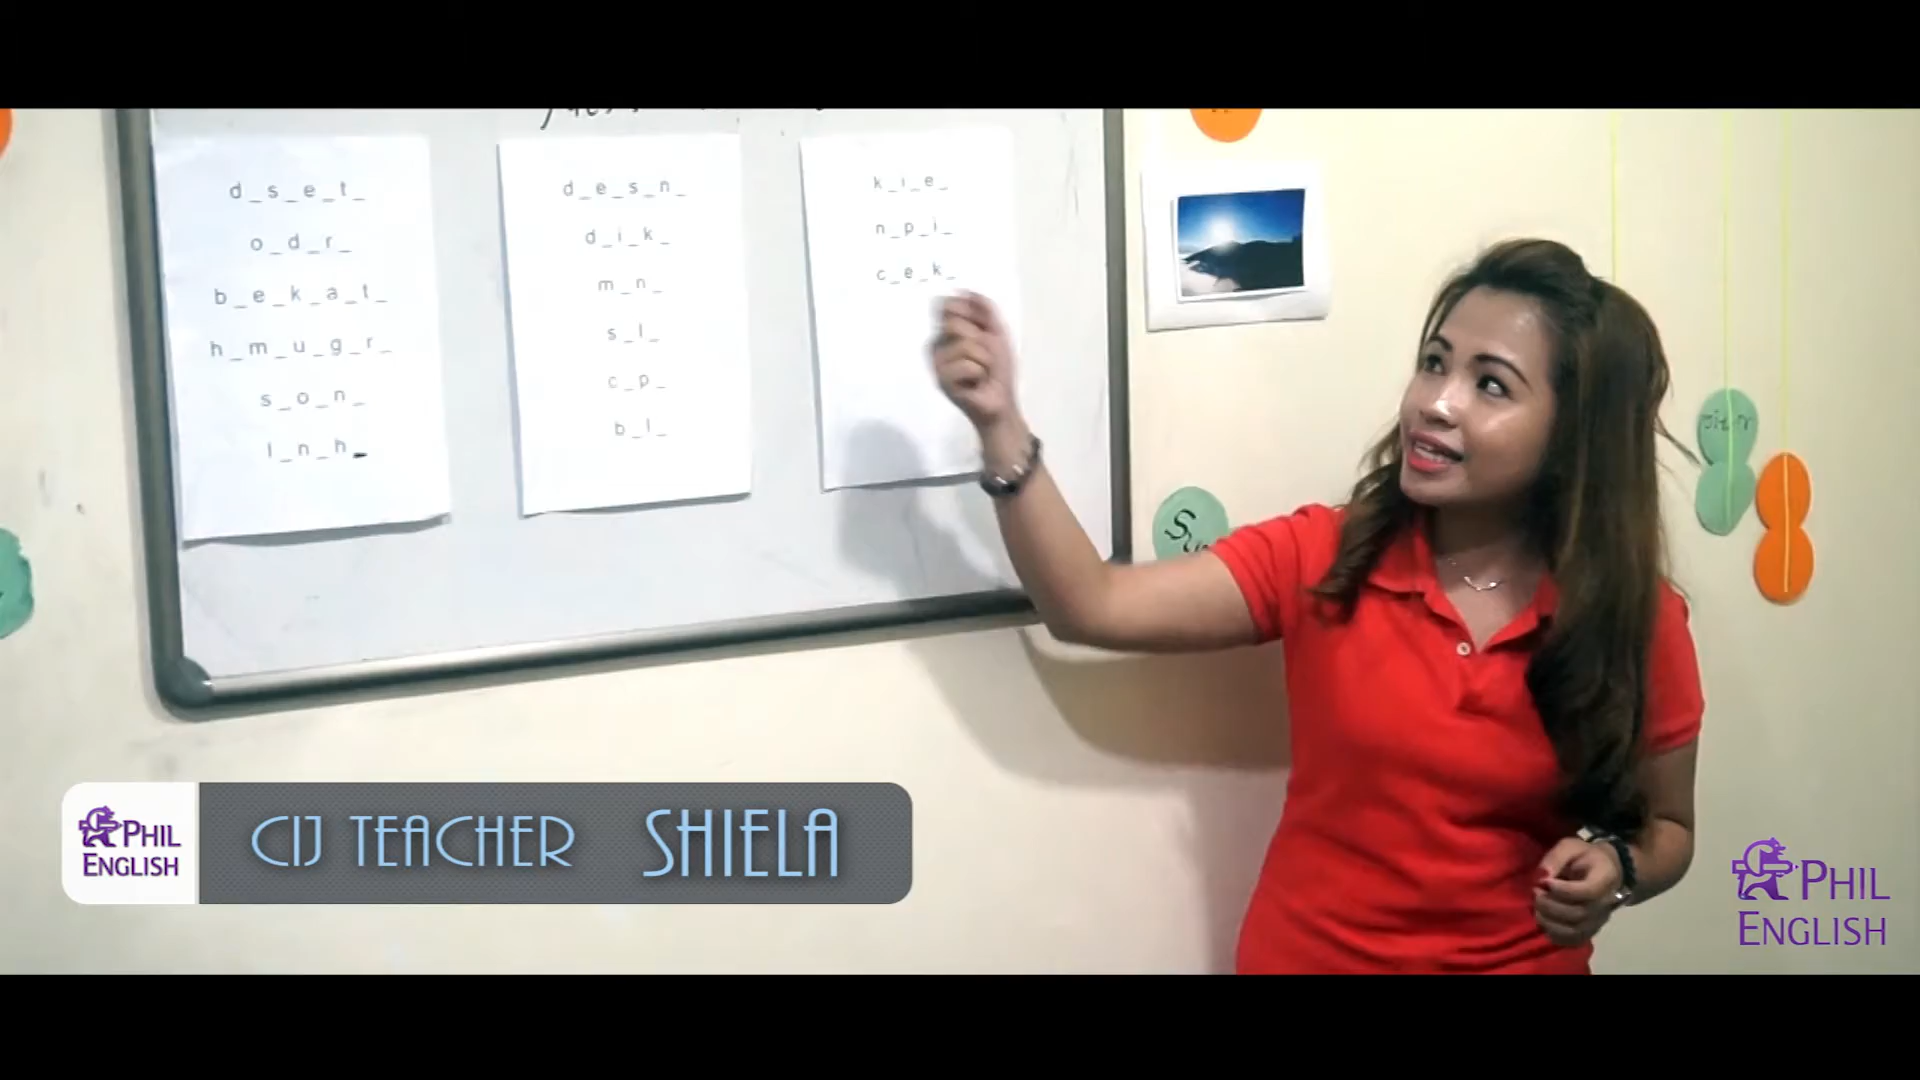 d_s_e_t_
o_d_r_
b_e_k_a_t_
h_m_u_g_r_
s_o_n_
l_n_h_
d_e_s_n_
d_i_k_
m_n_
s_l_
c_p_
b_l_
k_i_e_
n_p_i_
c_e_k_
PHIL
ENGLISH
CIJ TEACHER SHIELA
PHIL
ENGLISH